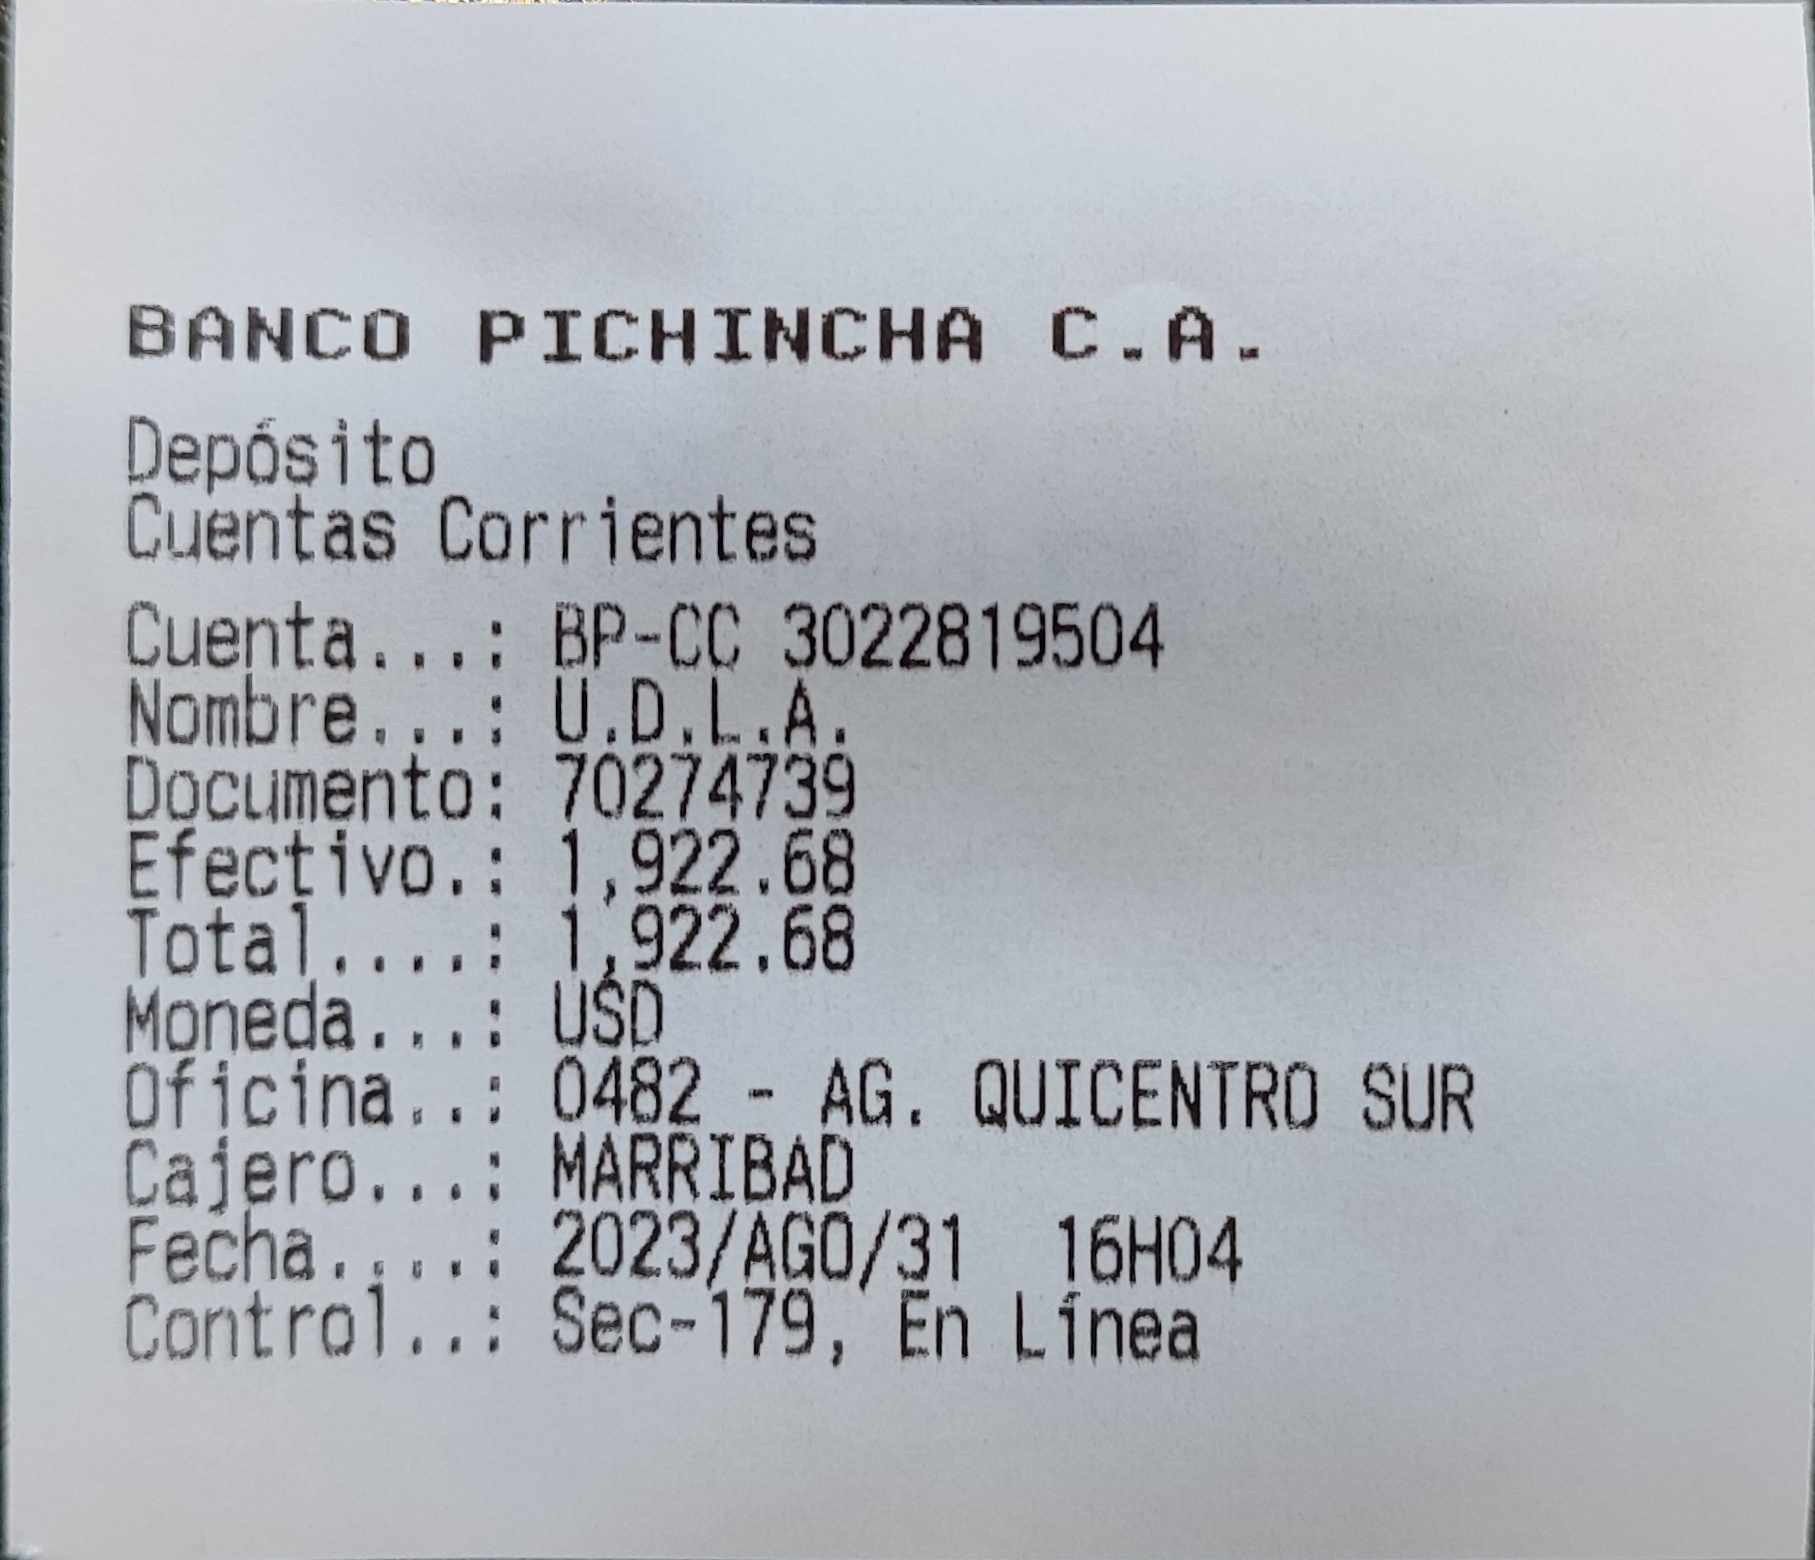 BANCO PICHINCHA C.A.
Depósito
Cuentas Corrientes
Cuenta...: BP-CC 3022819504
Nombre...: U.D.L.A.
Documento: 70274739
Efectivo.: 1,922.68
Total....: 1,922.68
Moneda...: USD
Oficina..: 0482 - AG. QUICENTRO SUR
Cajero...: MARRIBAD
Fecha....: 2023/AGO/31  16H04
Control..: Sec-179, En Línea